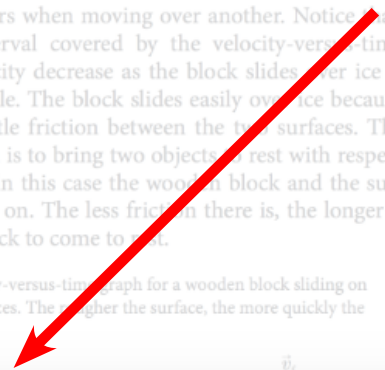 rs when moving over another. Notice
rval covered by the velocity-versus-tim
ity decrease as the block slides over ice
le. The block slides easily over ice becau
tle friction between the two surfaces. Th
is to bring two objects to rest with respe
n this case the wooden block and the su
on. The less friction there is, the longer
ck to come to rest.
y-versus-time graph for a wooden block sliding on
ces. The rougher the surface, the more quickly the